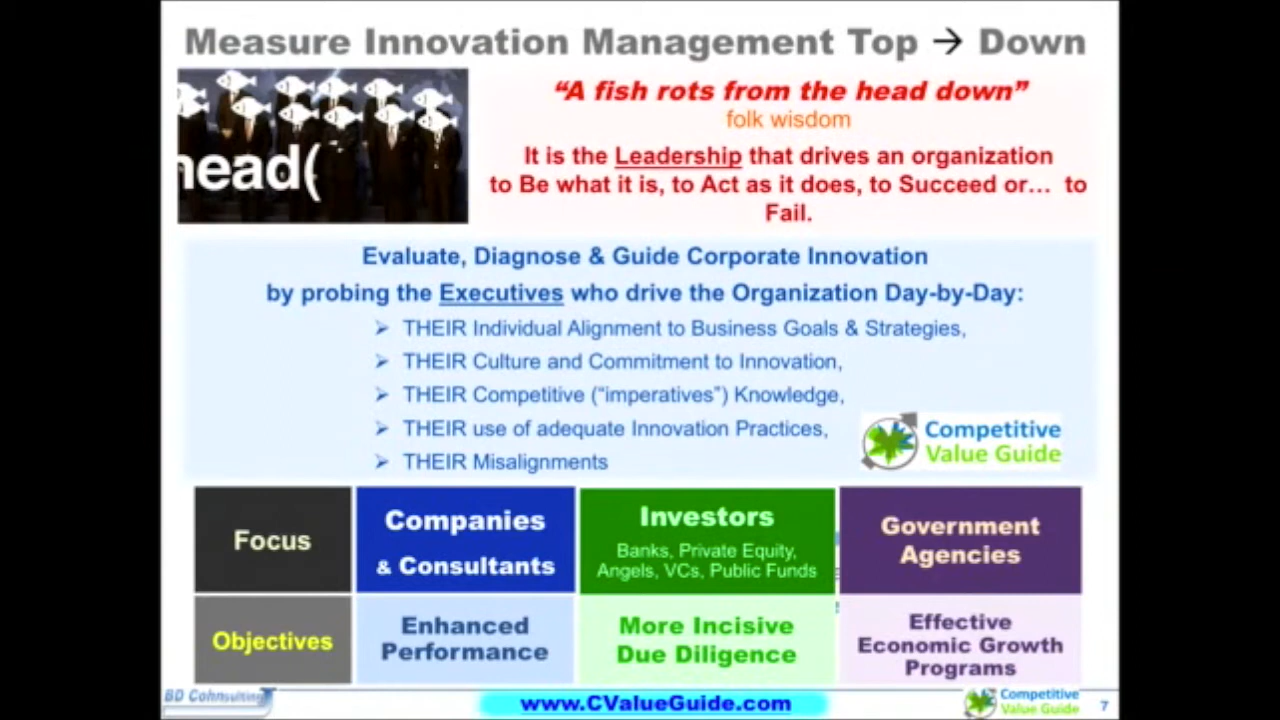 Measure Innovation Management Top → Down
head(
“A fish rots from the head down”
folk wisdom
It is the Leadership that drives an organization
to Be what it is, to Act as it does, to Succeed or… to
Fail.
Evaluate, Diagnose & Guide Corporate Innovation
by probing the Executives who drive the Organization Day-by-Day:
➢ THEIR Individual Alignment to Business Goals & Strategies,
➢ THEIR Culture and Commitment to Innovation,
➢ THEIR Competitive (“imperatives”) Knowledge,
➢ THEIR use of adequate Innovation Practices,
➢ THEIR Misalignments
Competitive
Value Guide
Focus
Companies
& Consultants
Investors
Banks, Private Equity,
Angels, VCs, Public Funds
Government
Agencies
Objectives
Enhanced
Performance
More Incisive
Due Diligence
Effective
Economic Growth
Programs
BD Cohnsulting
www.CValueGuide.com
Competitive
Value Guide
7